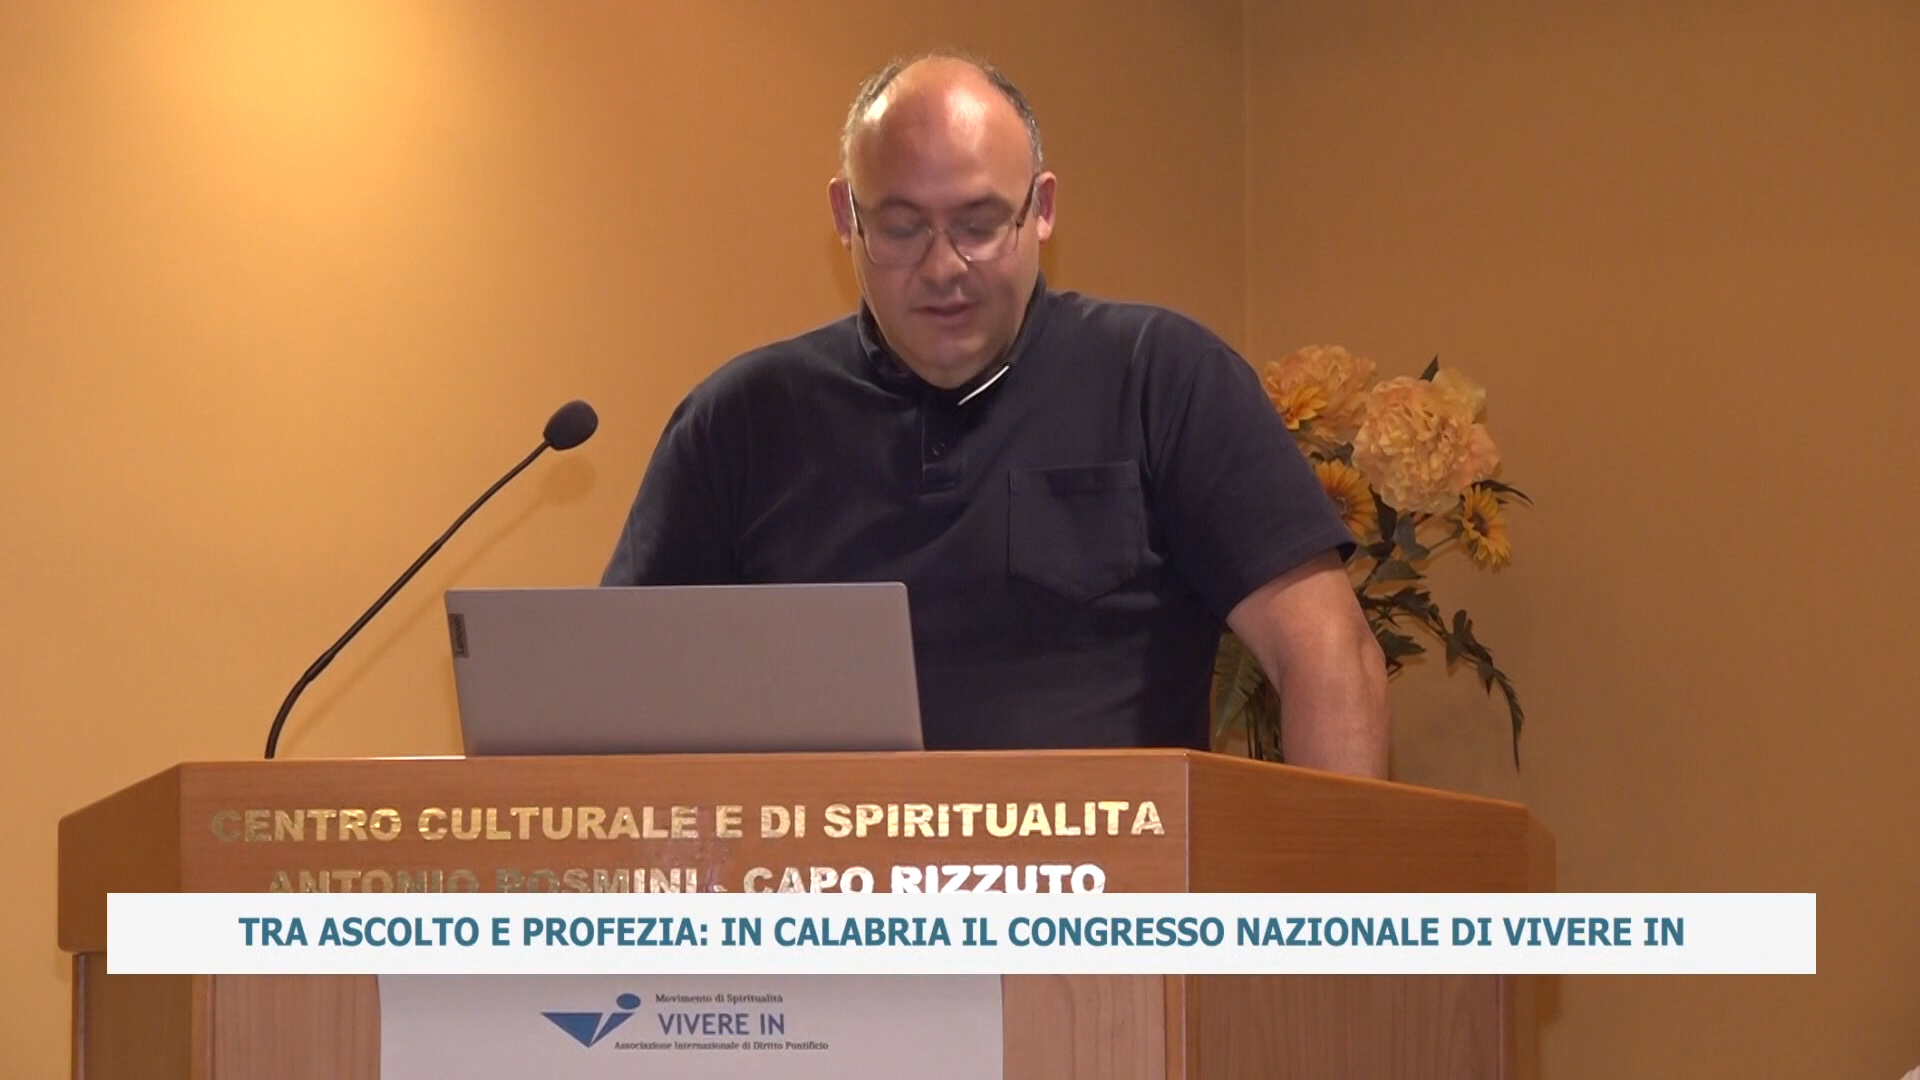 Lenovo
CENTRO CULTURALE E DI SPIRITUALITA
ANTONIO ROSMINI - CAPO RIZZUTO
TRA ASCOLTO E PROFEZIA: IN CALABRIA IL CONGRESSO NAZIONALE DI VIVERE IN
Movimento di Spiritualità
VIVERE IN
Associazione Internazionale di Diritto Pontificio